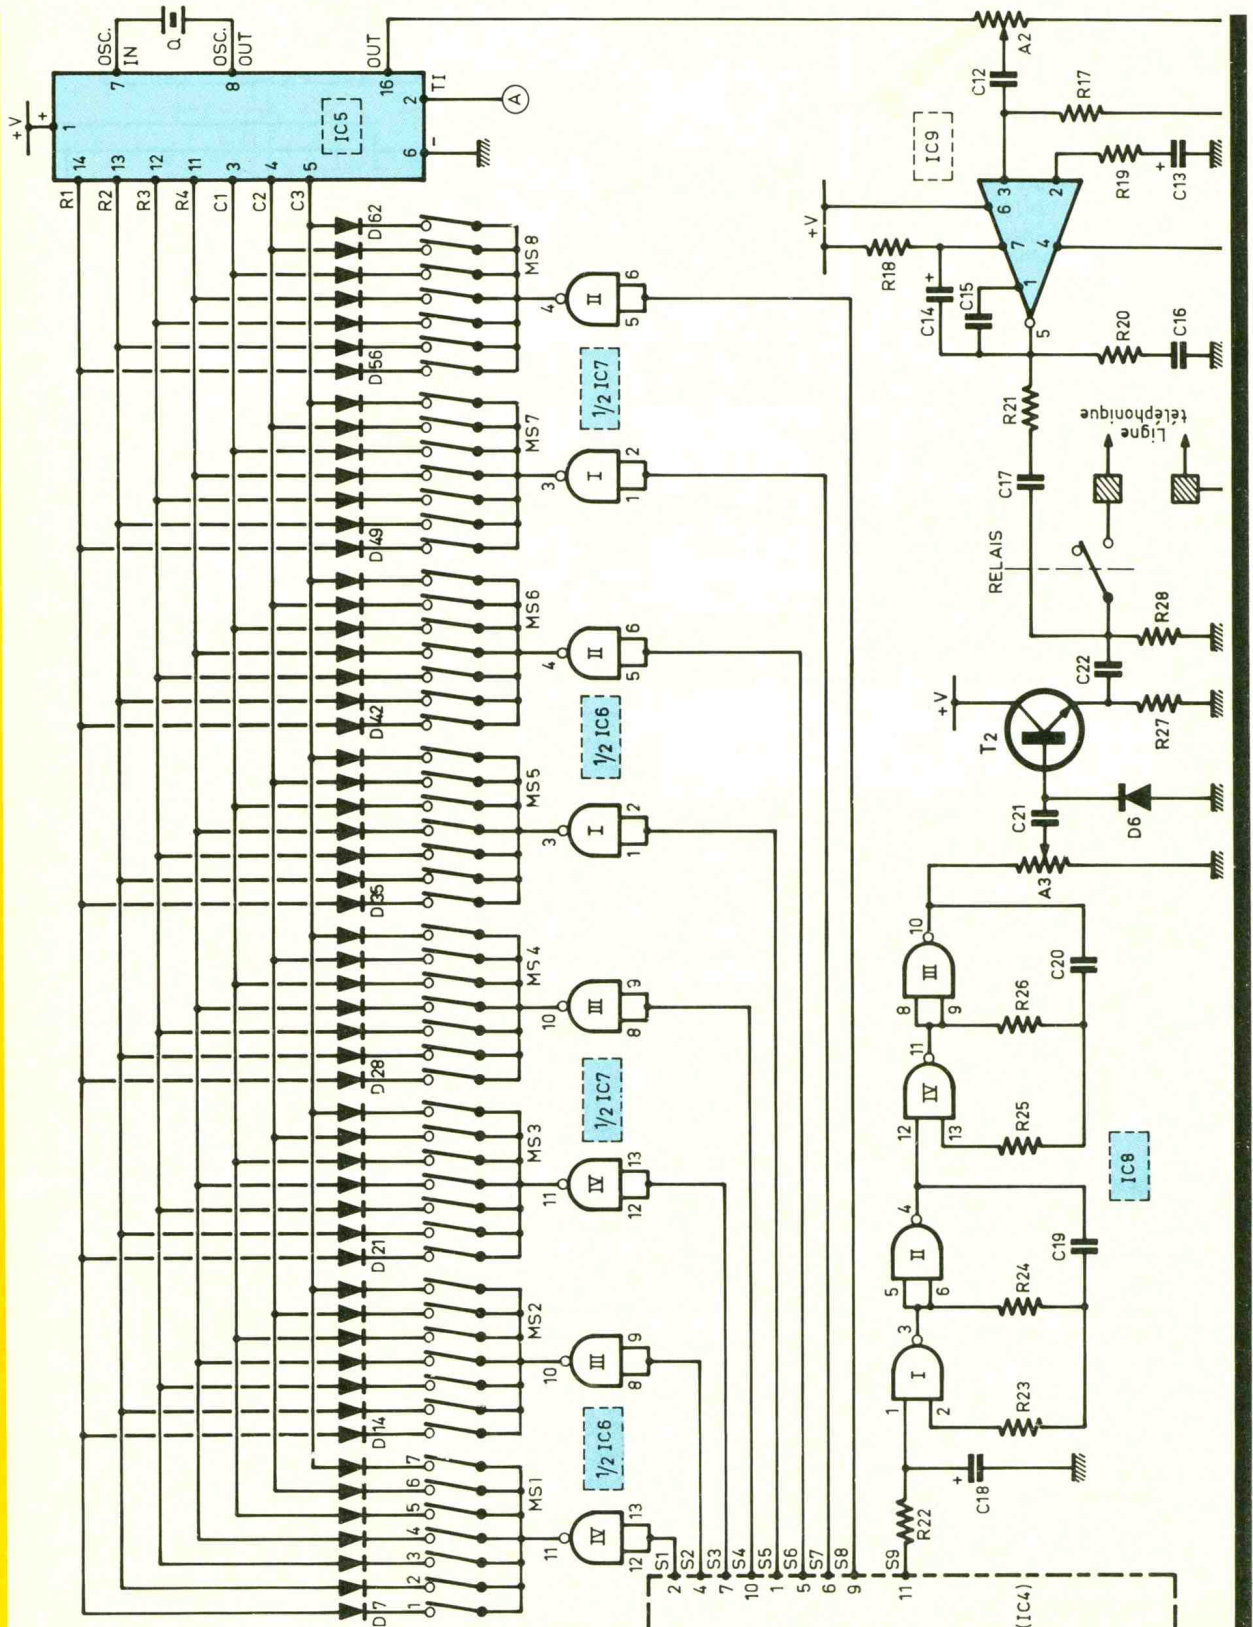 +V
+
1
OSC.
IN
7
Q
OSC.
OUT
8
OUT
16
TI
2
A
6
-
IC5
R1
14
R2
13
R3
12
R4
11
C1
3
C2
4
C3
5
D62
D56
D49
D42
D35
D28
D21
D14
D7
MS8
MS7
MS6
MS5
MS4
MS3
MS2
MS1
7
6
5
4
3
2
1
4
II
5
6
1/2 IC7
3
I
1
2
4
II
5
6
1/2 IC6
3
I
1
2
10
III
8
9
1/2 IC7
11
IV
12
13
10
III
8
9
1/2 IC6
11
IV
12
13
S1
2
S2
4
S3
7
S4
10
S5
1
S6
5
S7
6
S8
9
S9
11
(IC4)
A2
C12
R17
IC9
3
2
6
7
4
1
5
R19
+
C13
+V
R18
C14
+
C15
R20
C16
R21
C17
Ligne
téléphonique
RELAIS
R28
C22
+V
T2
R27
C21
D6
A3
10
III
8
9
C20
R26
11
IV
12
13
R25
IC8
4
II
5
6
C19
R24
3
I
1
2
R23
+
C18
R22